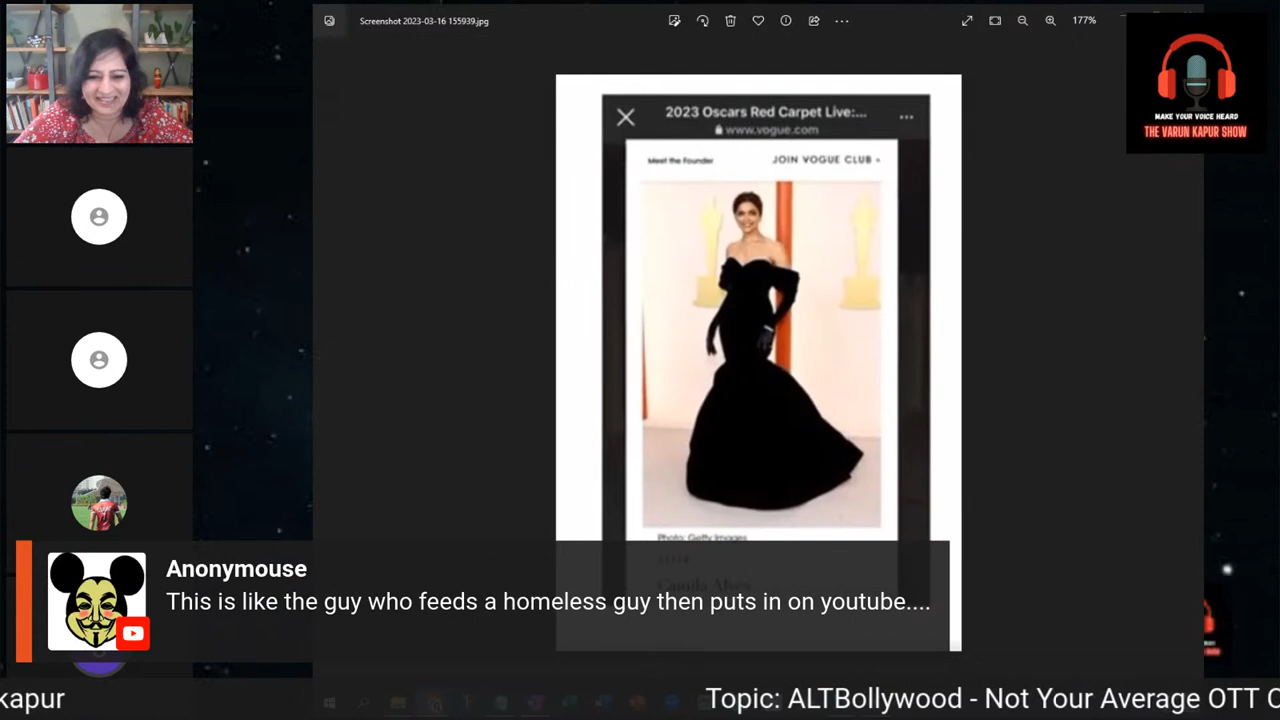 Screenshot 2023-03-16 155939.jpg
177%
MAKE YOUR VOICE HEARD
THE VARUN KAPUR SHOW
2023 Oscars Red Carpet Live:...
www.vogue.com
Meet the Founder
JOIN VOGUE CLUB
Photo: Getty Images
Camila Alves
Anonymouse
This is like the guy who feeds a homeless guy then puts in on youtube....
kapur
Topic: ALTBollywood - Not Your Average OTT C